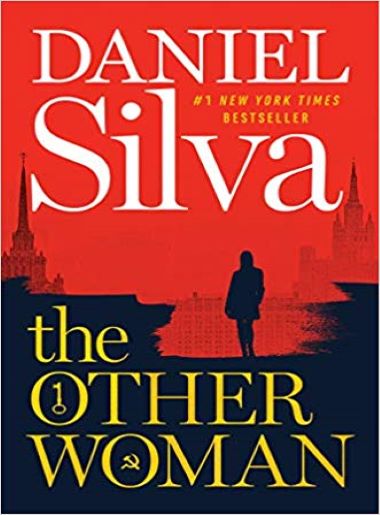 DANIEL
Silva
#1 NEW YORK TIMES
BESTSELLER
the
OTHER
WOMAN